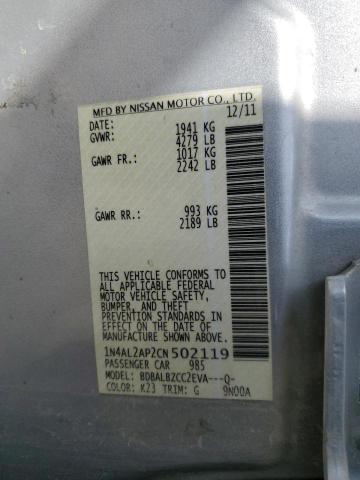 MFD BY NISSAN MOTOR CO., LTD.
DATE: 12/11
GVWR: 1941 KG
4279 LB
GAWR FR.: 1017 KG
2242 LB
GAWR RR.: 993 KG
2189 LB
THIS VEHICLE CONFORMS TO
ALL APPLICABLE FEDERAL
MOTOR VEHICLE SAFETY,
BUMPER, AND THEFT
PREVENTION STANDARDS IN
EFFECT ON THE DATE OF
MANUFACTURE SHOWN ABOVE.
1N4AL2AP2CN502119
PASSENGER CAR 985
MODEL: BDBALBZCC2EVA---Q-
COLOR: K23 TRIM: G 9N00A